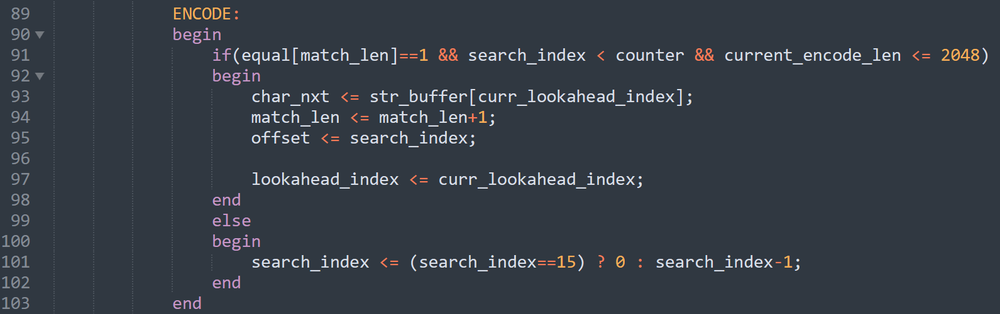 89 ENCODE:
90 begin
91 if(equal[match_len]==1 && search_index < counter && current_encode_len <= 2048)
92 begin
93 char_nxt <= str_buffer[curr_lookahead_index];
94 match_len <= match_len+1;
95 offset <= search_index;
96
97 lookahead_index <= curr_lookahead_index;
98 end
99 else
100 begin
101 search_index <= (search_index==15) ? 0 : search_index-1;
102 end
103 end